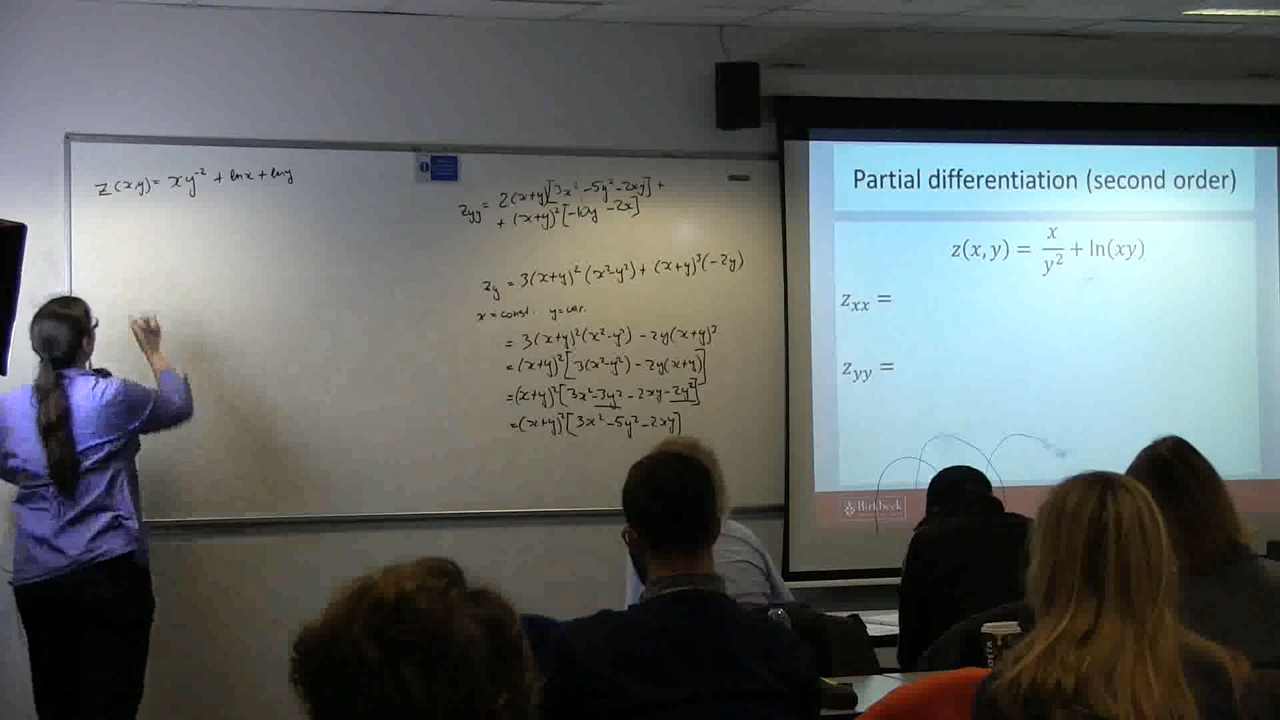 z(x,y) = xy⁻² + ln x + ln y
z_yy = 2(x+y)[3x² - 5y² - 2xy] +
+ (x+y)² [-10y - 2x]
z_y = 3(x+y)² (x²-y²) + (x+y)³ (-2y)
x = const. y = var.
= 3(x+y)² (x²-y²) - 2y(x+y)³
= (x+y)² [3(x²-y²) - 2y(x+y)]
= (x+y)² [3x² - 3y² - 2xy - 2y²]
= (x+y)² [3x² - 5y² - 2xy]
Partial differentiation (second order)
z(x, y) = x/y² + ln(xy)
z_xx =
z_yy =
Birkbeck